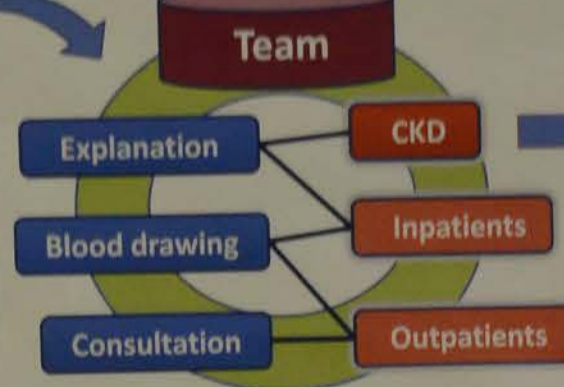 Team
Explanation
CKD
Blood drawing
Inpatients
Consultation
Outpatients